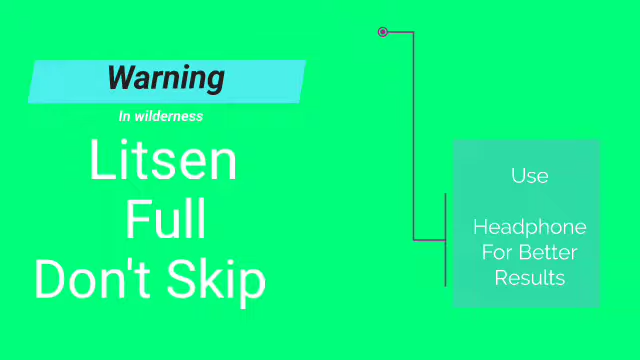 Warning
In wilderness
Litsen
Full
Don't Skip
Use
Headphone
For Better
Results